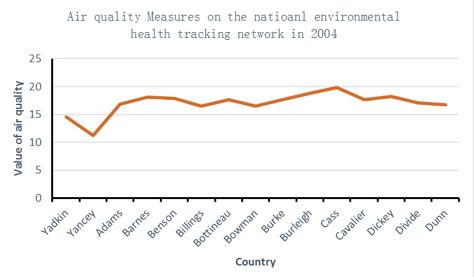 Air quality Measures on the natioanl environmental
health tracking network in 2004
25
20
15
10
5
0
Value of air quality
Yadkin
Yancey
Adams
Barnes
Benson
Billings
Bottineau
Bowman
Burke
Burleigh
Cass
Cavalier
Dickey
Divide
Dunn
Country